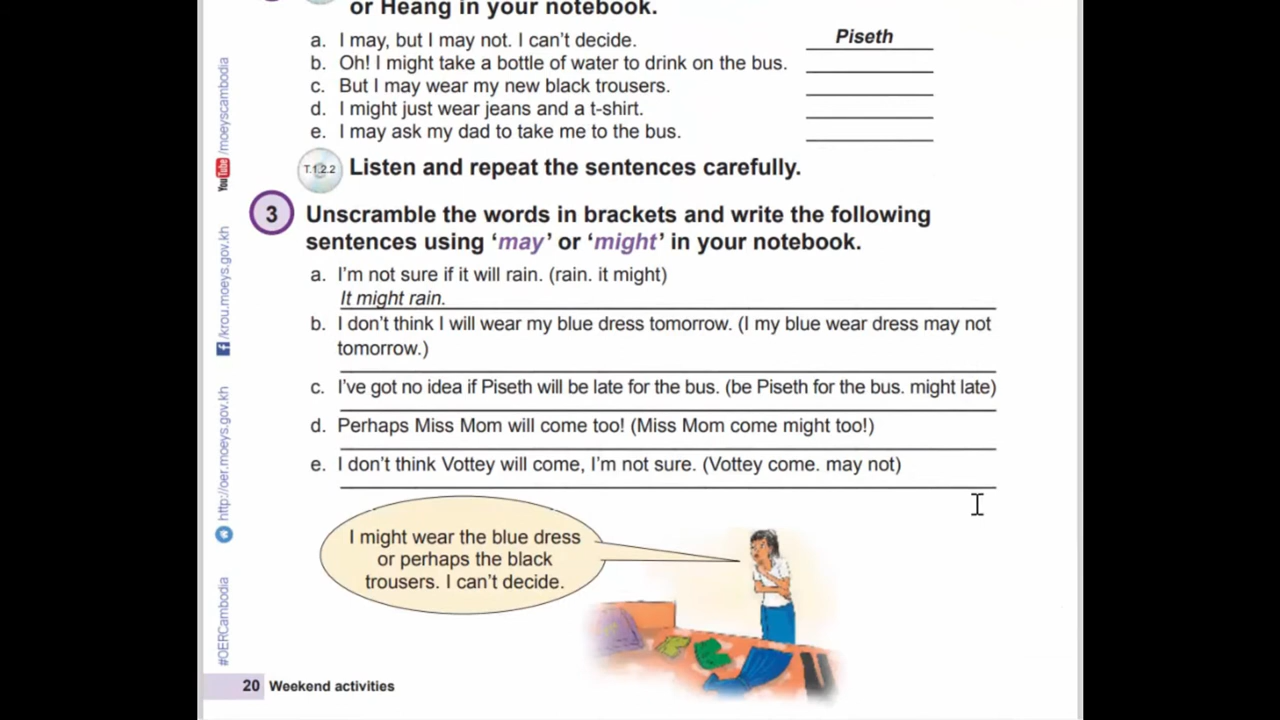 or Heang in your notebook.
a. I may, but I may not. I can't decide. Piseth
b. Oh! I might take a bottle of water to drink on the bus.
c. But I may wear my new black trousers.
d. I might just wear jeans and a t-shirt.
e. I may ask my dad to take me to the bus.
T.1.2.2 Listen and repeat the sentences carefully.
3 Unscramble the words in brackets and write the following
sentences using 'may' or 'might' in your notebook.
a. I'm not sure if it will rain. (rain. it might)
It might rain.
b. I don't think I will wear my blue dress tomorrow. (I my blue wear dress may not
tomorrow.)
c. I've got no idea if Piseth will be late for the bus. (be Piseth for the bus. might late)
d. Perhaps Miss Mom will come too! (Miss Mom come might too!)
e. I don't think Vottey will come, I'm not sure. (Vottey come. may not)
I might wear the blue dress
or perhaps the black
trousers. I can't decide.
20 Weekend activities
YouTube /moeyscambodia
f /krou.moeys.gov.kh
http://oer.moeys.gov.kh
#OERCambodia